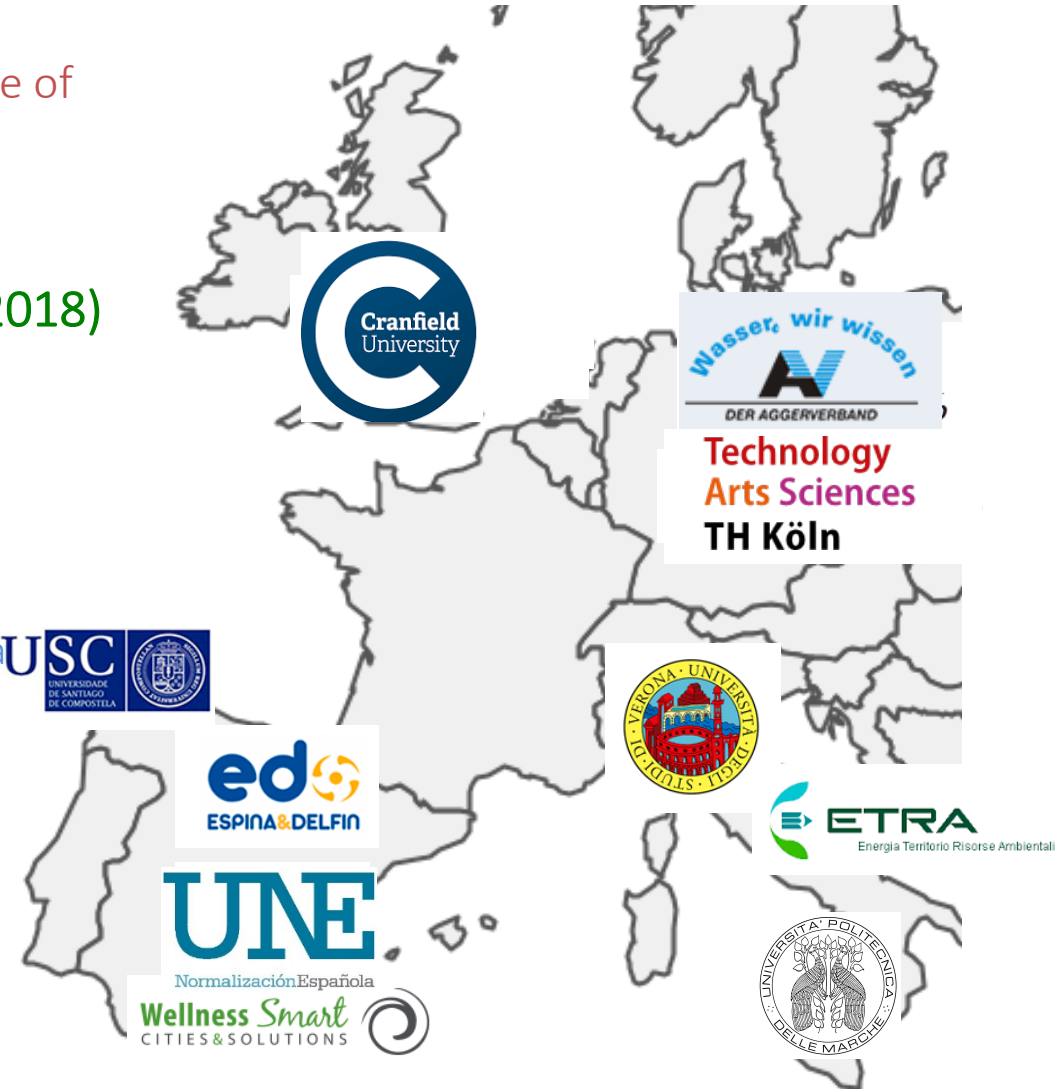 e of
2018)
Cranfield
University
Wasser, wir wissen
AV
DER AGGERVERBAND
Technology
Arts Sciences
TH Köln
USC
UNIVERSIDADE
DE SANTIAGO
DE COMPOSTELA
UNIVERSITÀ DEGLI STUDI DI VERONA
edo
ESPINA&DELFIN
ETRA
Energia Territorio Risorse Ambientali
UNE
NormalizaciónEspañola
UNIVERSITA' POLITECNICA
DELLE MARCHE
Wellness Smart
CITIES&SOLUTIONS